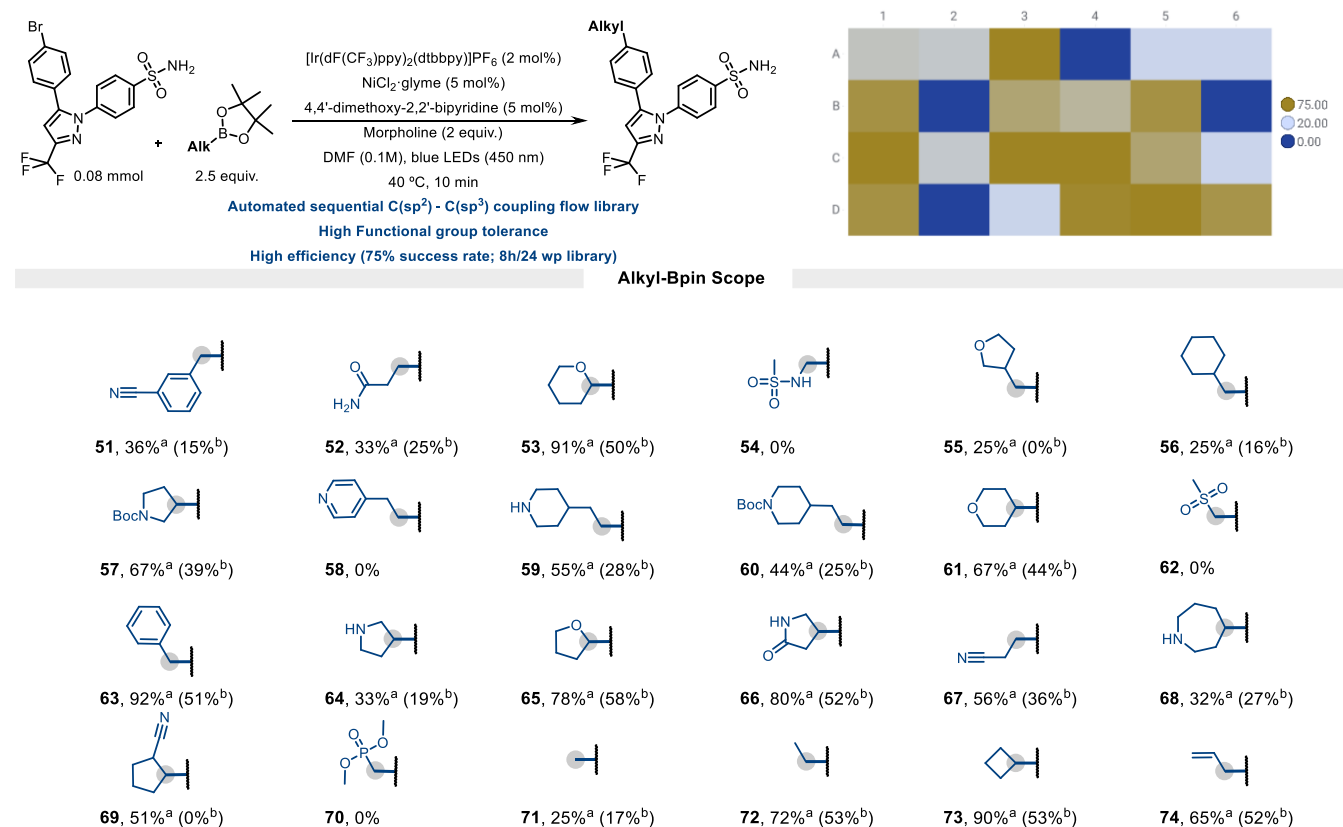 Br
NH2
O
S
O
N
N
F
F
F
0.08 mmol
+
O
B
O
Alk
2.5 equiv.
[Ir(dF(CF3)ppy)2(dtbbpy)]PF6 (2 mol%)
NiCl2·glyme (5 mol%)
4,4'-dimethoxy-2,2'-bipyridine (5 mol%)
Morpholine (2 equiv.)
DMF (0.1M), blue LEDs (450 nm)
40 ºC, 10 min
Alkyl
O
S
NH2
O
N
N
F
F
F
Automated sequential C(sp2) - C(sp3) coupling flow library
High Functional group tolerance
High efficiency (75% success rate; 8h/24 wp library)
1 2 3 4 5 6
A
B
C
D
75.00
20.00
0.00
Alkyl-Bpin Scope
N
O
H2N
O
O=S-NH
O
O
51, 36%a (15%b)
52, 33%a (25%b)
53, 91%a (50%b)
54, 0%
55, 25%a (0%b)
56, 25%a (16%b)
BocN
N
HN
BocN
O
O
S
O
57, 67%a (39%b)
58, 0%
59, 55%a (28%b)
60, 44%a (25%b)
61, 67%a (44%b)
62, 0%
HN
O
HN
O
N
HN
63, 92%a (51%b)
64, 33%a (19%b)
65, 78%a (58%b)
66, 80%a (52%b)
67, 56%a (36%b)
68, 32%a (27%b)
N
O
O
P
O
69, 51%a (0%b)
70, 0%
71, 25%a (17%b)
72, 72%a (53%b)
73, 90%a (53%b)
74, 65%a (52%b)